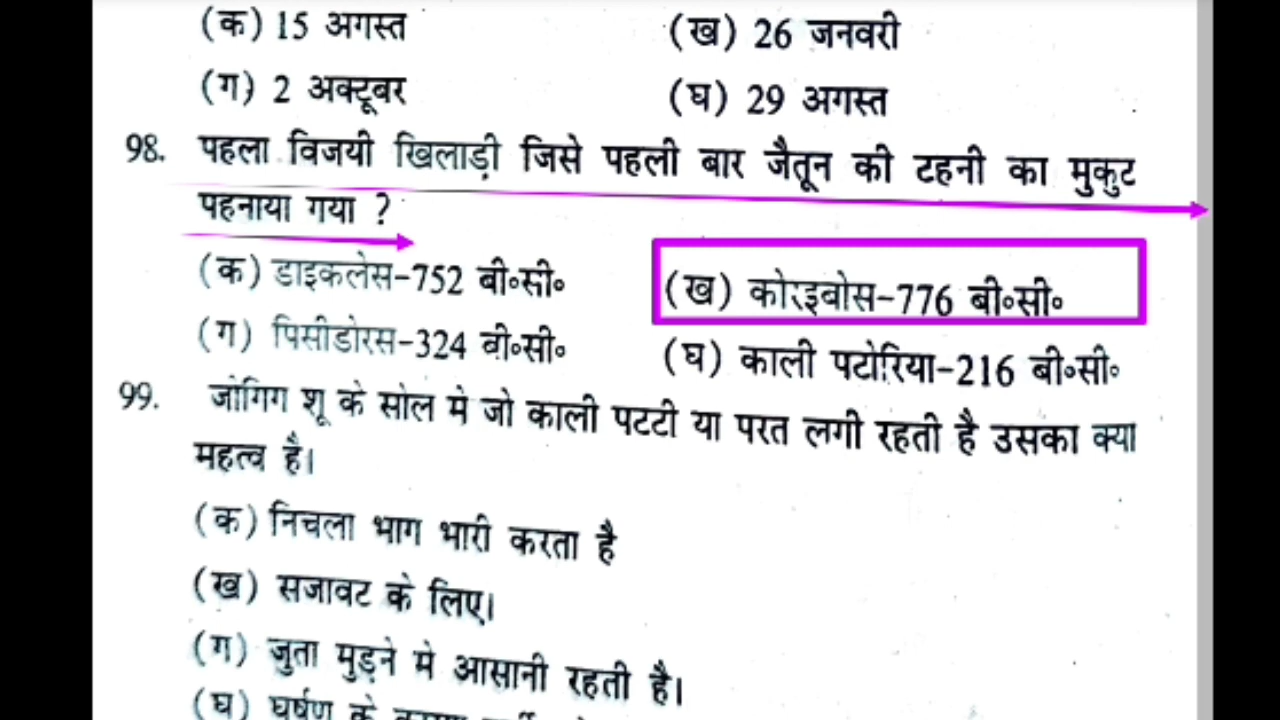 (क) 15 अगस्त (ख) 26 जनवरी
(ग) 2 अक्टूबर (घ) 29 अगस्त
98. पहला विजयी खिलाड़ी जिसे पहली बार जैतून की टहनी का मुकुट
पहनाया गया ?
(क) डाइकलेस-752 बी॰सी॰ (ख) कोरइबोस-776 बी॰सी॰
(ग) पिसीडोरस-324 बी॰सी॰ (घ) काली पटोरिया-216 बी॰सी॰
99. जोगिग शू के सोल मे जो काली पटटी या परत लगी रहती है उसका क्या
महत्व है।
(क) निचला भाग भारी करता है
(ख) सजावट के लिए।
(ग) जुता मुड़ने मे आसानी रहती है।
(घ) घर्षण के